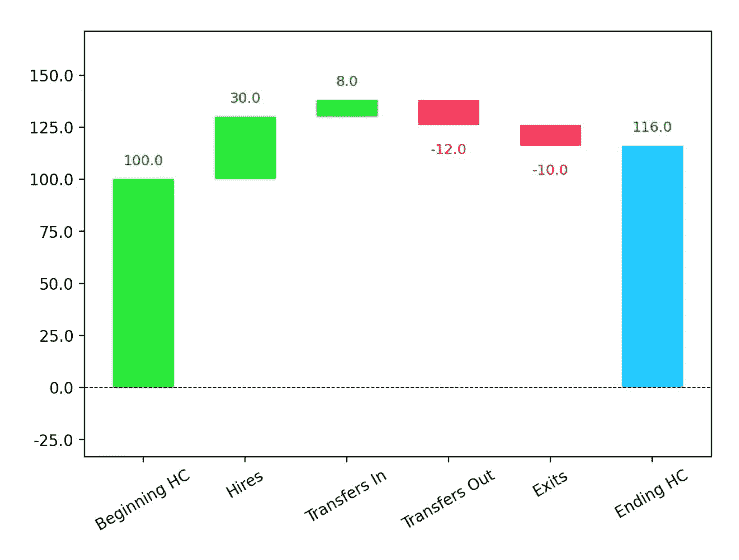 150.0
125.0
100.0
75.0
50.0
25.0
0.0
-25.0
100.0
30.0
8.0
-12.0
-10.0
116.0
Beginning HC
Hires
Transfers In
Transfers Out
Exits
Ending HC